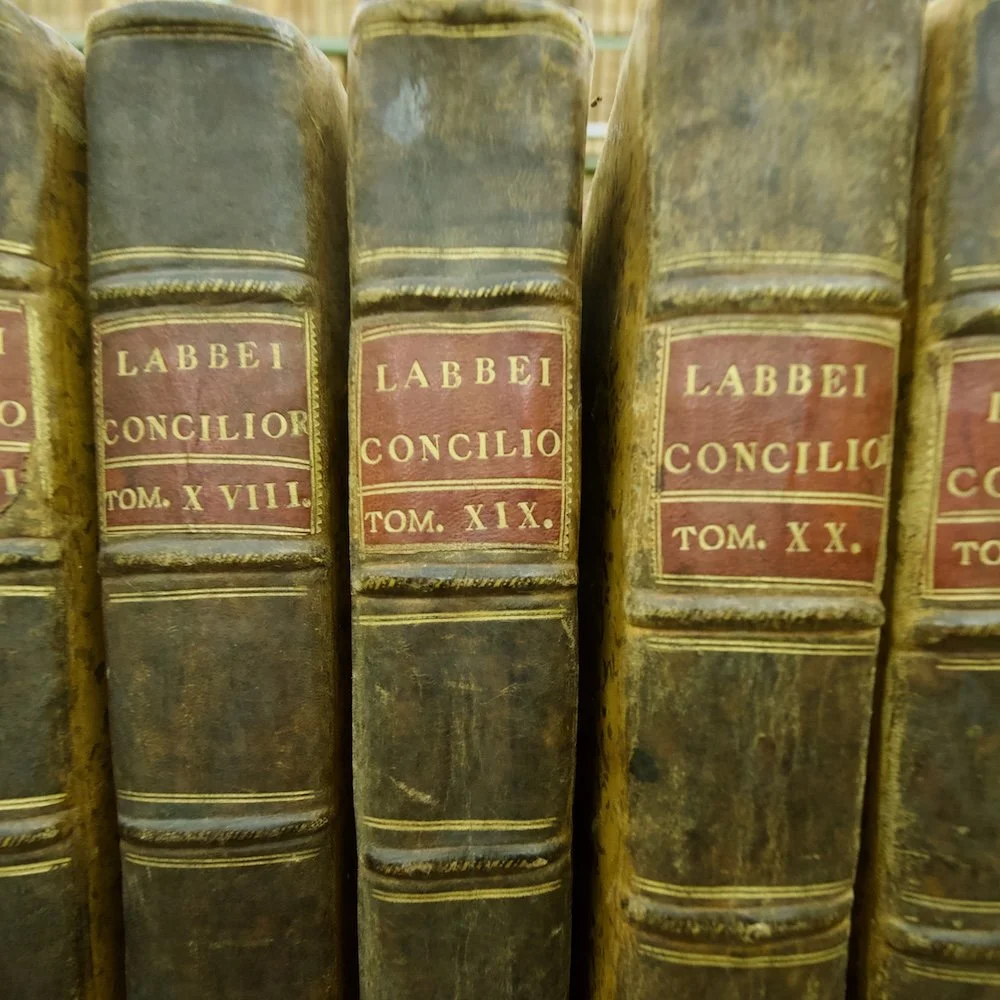 LABBEI
CONCILIOR
TOM. X VIII.
LABBEI
CONCILIO
TOM. XIX.
LABBEI
CONCILIO
TOM. XX.